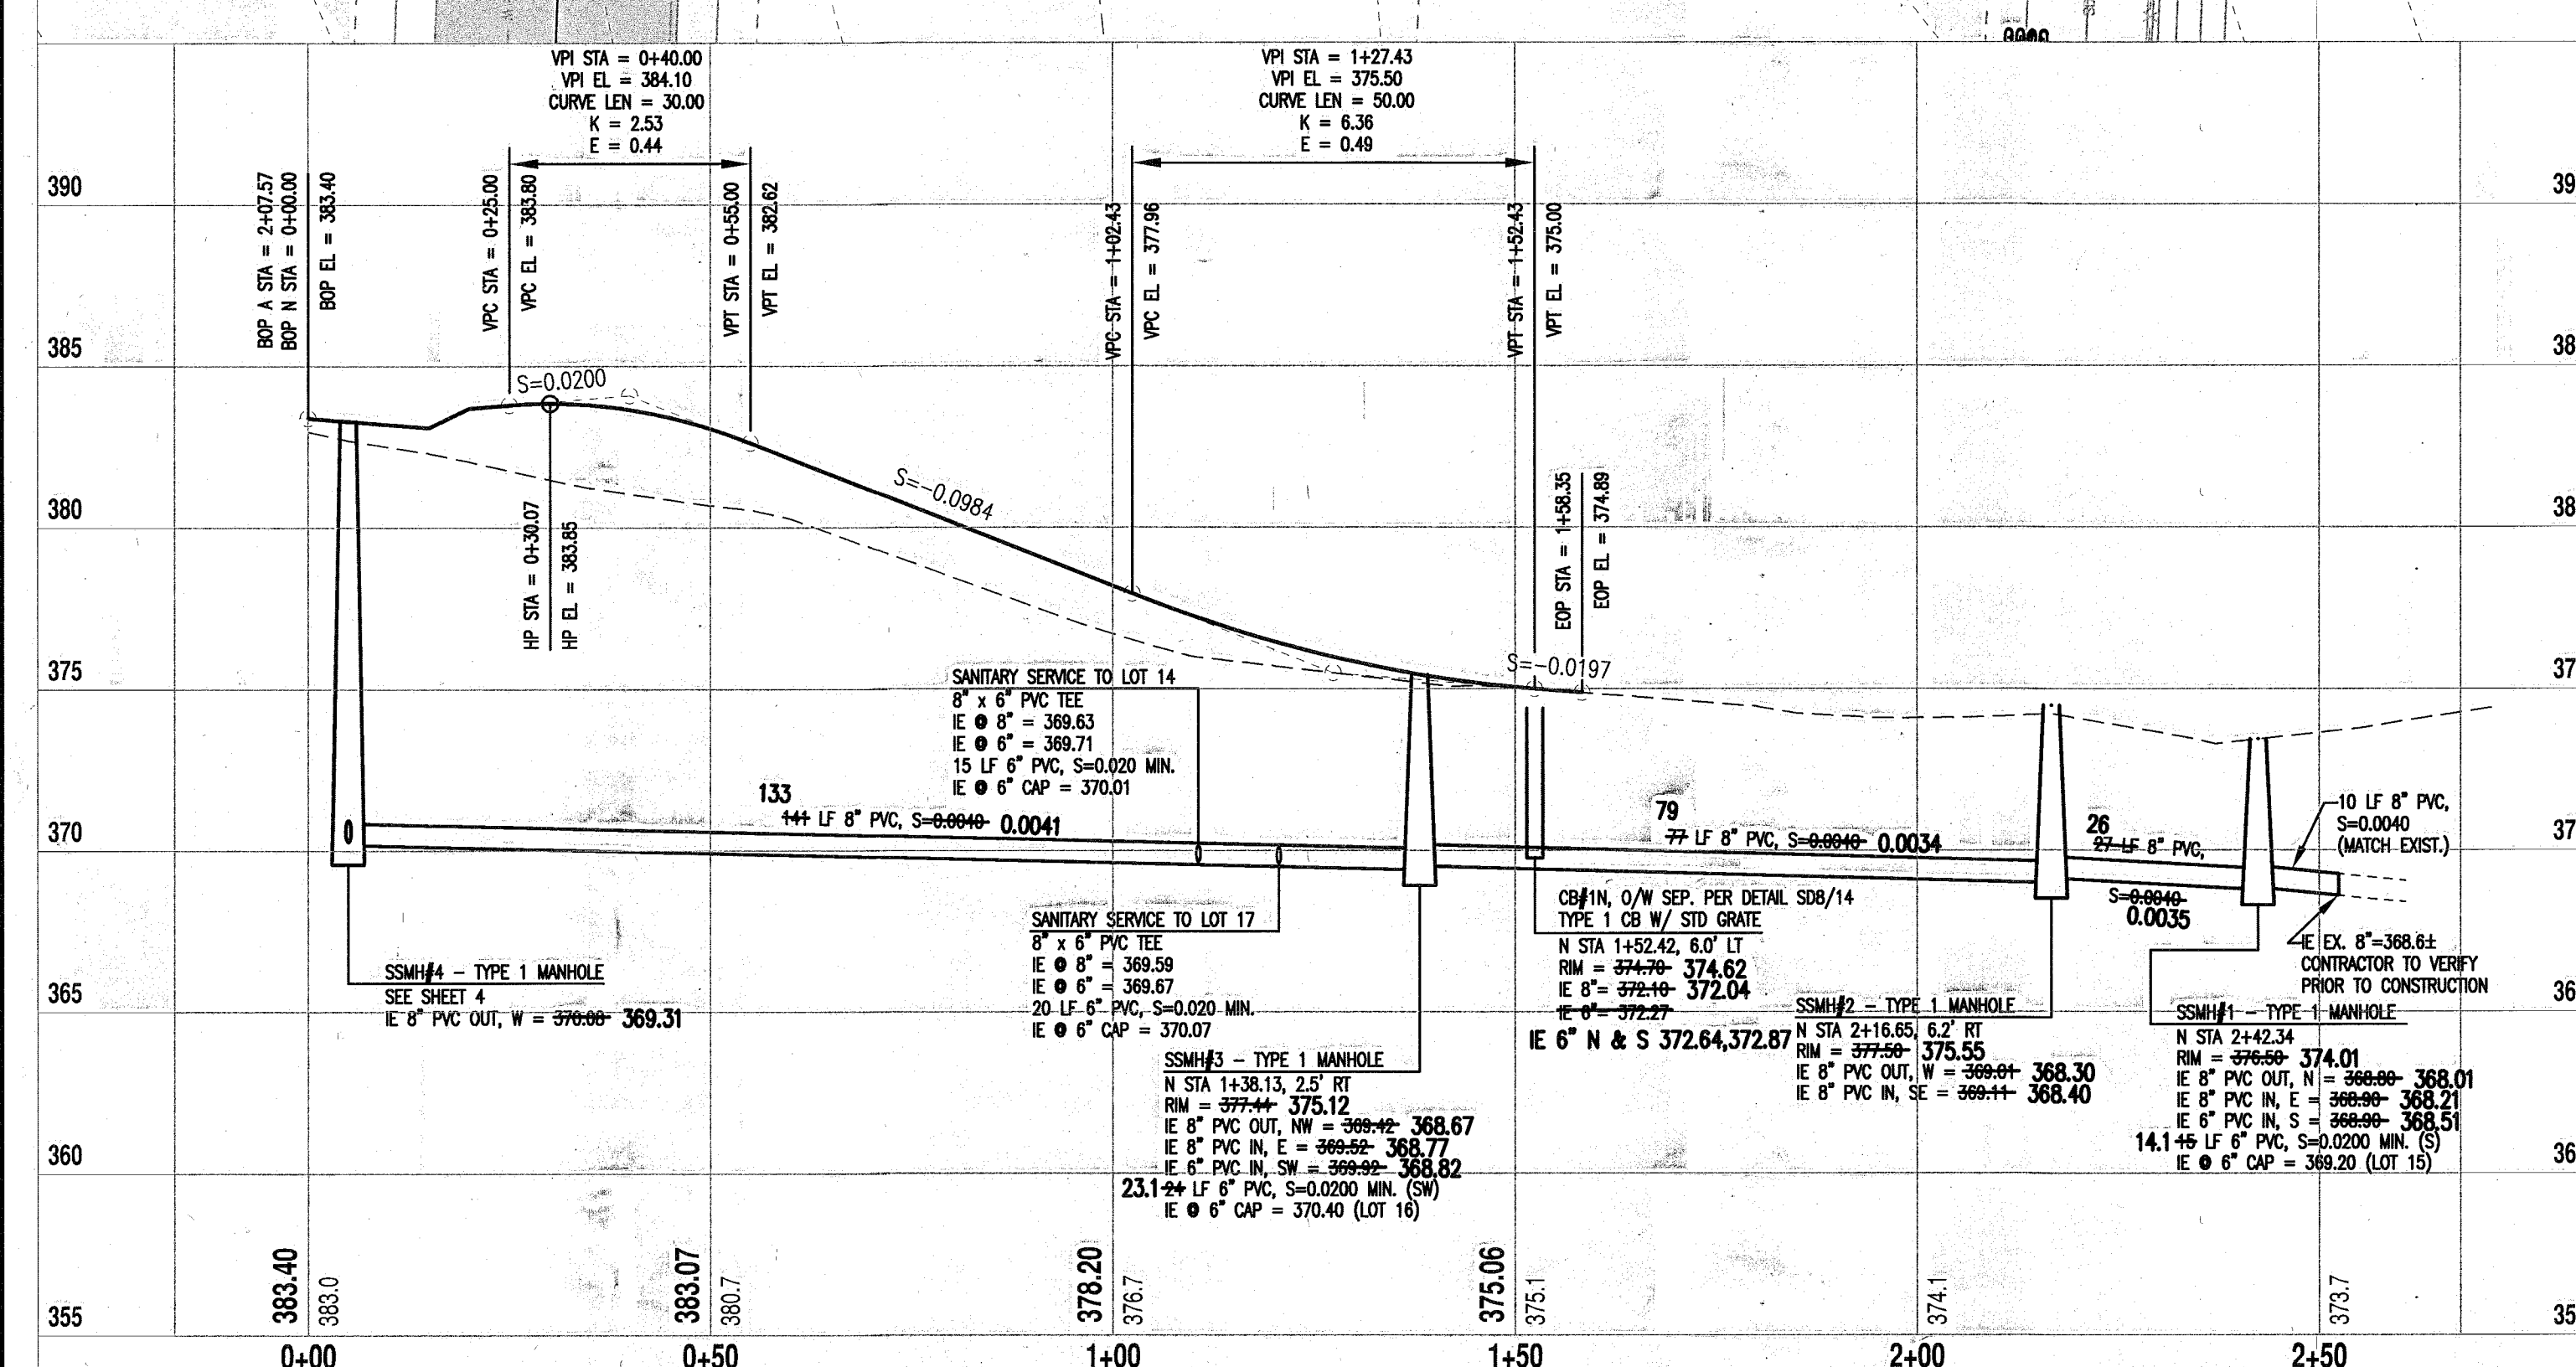 VPI STA = 0+40.00
VPI EL = 384.10
CURVE LEN = 30.00
K = 2.53
E = 0.44
VPI STA = 1+27.43
VPI EL = 375.50
CURVE LEN = 50.00
K = 6.36
E = 0.49
BOP A STA = 2+07.57
BOP N STA = 0+00.00
BOP EL = 383.40
VPC STA = 0+25.00
VPC EL = 383.80
VPT STA = 0+55.00
VPT EL = 382.62
VPC STA = 1+02.43
VPC EL = 377.96
VPT STA = 1+52.43
VPT EL = 375.00
390
39
385
38
380
38
375
37
370
37
365
36
360
36
355
35
S=0.0200
HP STA = 0+30.07
HP EL = 383.85
S=-0.0984
EOP STA = 1+58.35
EOP EL = 374.89
S=-0.0197
SANITARY SERVICE TO LOT 14
8" x 6" PVC TEE
IE @ 8" = 369.63
IE @ 6" = 369.71
15 LF 6" PVC, S=0.020 MIN.
IE @ 6" CAP = 370.01
133
141 LF 8" PVC, S=0.0040 0.0041
79
77 LF 8" PVC, S=0.0040 0.0034
26
27 LF 8" PVC,
S=0.0040
0.0035
10 LF 8" PVC,
S=0.0040
(MATCH EXIST.)
IE EX. 8"=368.6±
CONTRACTOR TO VERIFY
PRIOR TO CONSTRUCTION
SSMH#4 - TYPE 1 MANHOLE
SEE SHEET 4
IE 8" PVC OUT, W = 370.08 369.31
SANITARY SERVICE TO LOT 17
8" x 6" PVC TEE
IE @ 8" = 369.59
IE @ 6" = 369.67
20 LF 6" PVC, S=0.020 MIN.
IE @ 6" CAP = 370.07
SSMH#3 - TYPE 1 MANHOLE
N STA 1+38.13, 2.5' RT
RIM = 377.44 375.12
IE 8" PVC OUT, NW = 369.42 368.67
IE 8" PVC IN, E = 369.52 368.77
IE 6" PVC IN, SW = 369.92 368.82
23.1 24 LF 6" PVC, S=0.0200 MIN. (SW)
IE @ 6" CAP = 370.40 (LOT 16)
CB#1N, O/W SEP. PER DETAIL SD8/14
TYPE 1 CB W/ STD GRATE
N STA 1+52.42, 6.0' LT
RIM = 374.70 374.62
IE 8"= 372.10 372.04
IE 6"= 372.27
IE 6" N & S 372.64,372.87
SSMH#2 - TYPE 1 MANHOLE
N STA 2+16.65, 6.2' RT
RIM = 377.50 375.55
IE 8" PVC OUT, W = 369.01 368.30
IE 8" PVC IN, SE = 369.11 368.40
SSMH#1 - TYPE 1 MANHOLE
N STA 2+42.34
RIM = 376.50 374.01
IE 8" PVC OUT, N = 368.80 368.01
IE 8" PVC IN, E = 368.90 368.21
IE 6" PVC IN, S = 368.90 368.51
14.1 15 LF 6" PVC, S=0.0200 MIN. (S)
IE @ 6" CAP = 369.20 (LOT 15)
383.40
383.0
383.07
380.7
378.20
376.7
375.06
375.1
374.1
373.7
0+00
0+50
1+00
1+50
2+00
2+50